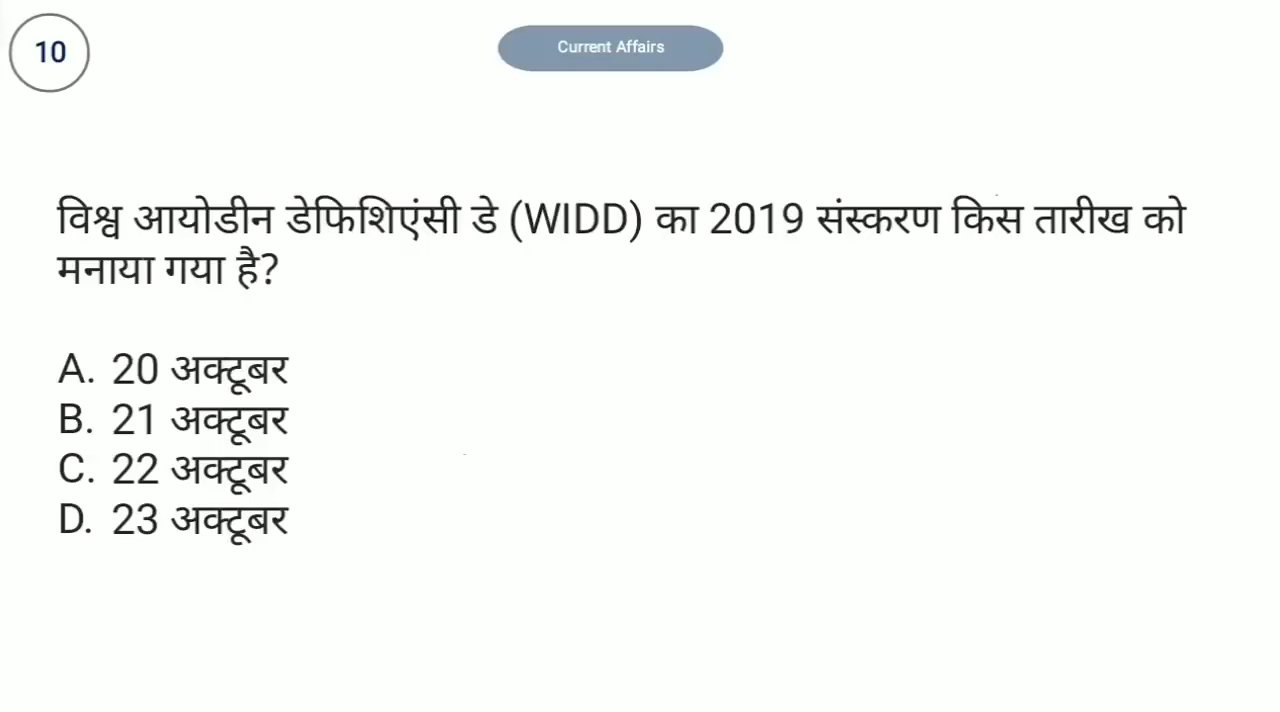 10
Current Affairs
विश्व आयोडीन डेफिशिएंसी डे (WIDD) का 2019 संस्करण किस तारीख को
मनाया गया है?
A. 20 अक्टूबर
B. 21 अक्टूबर
C. 22 अक्टूबर
D. 23 अक्टूबर